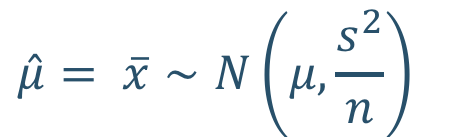 μ̂ = x̄ ~ N(μ, s²/n)